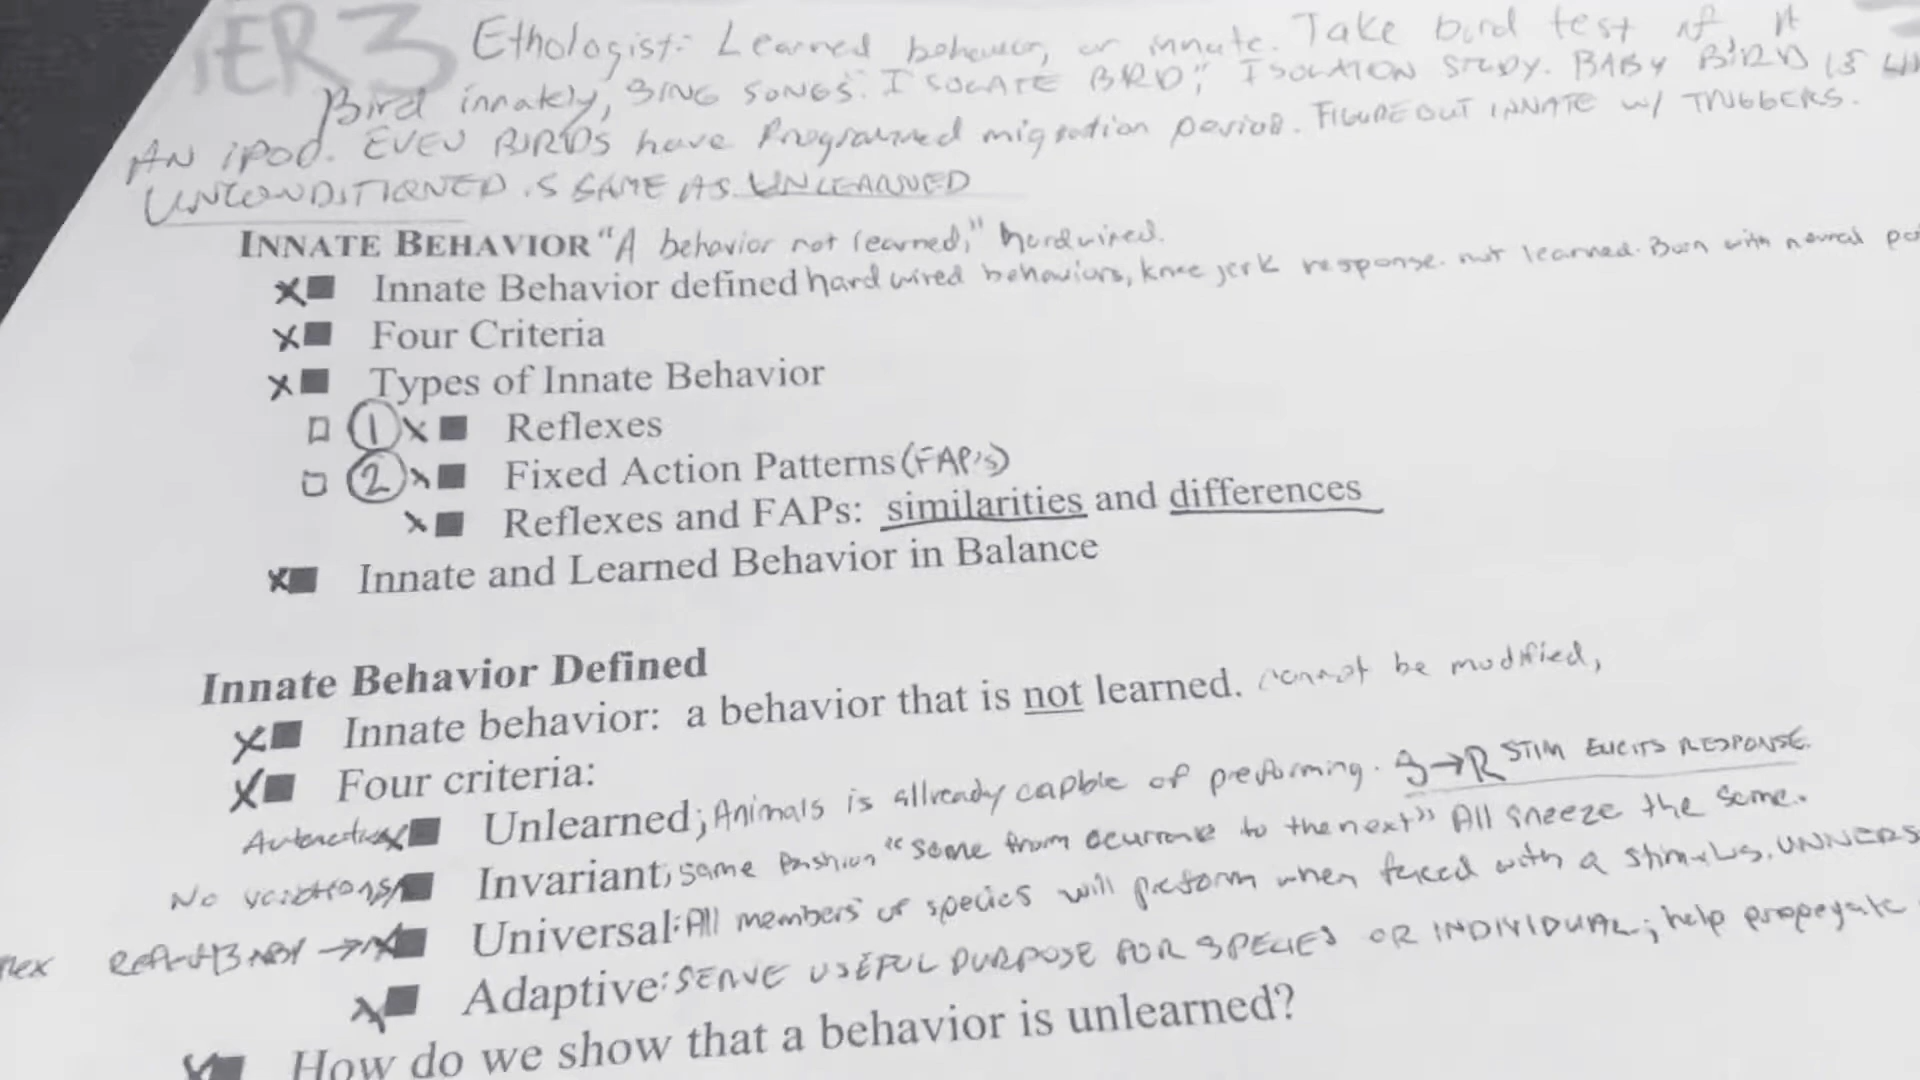 TER 3
Ethologist: Learned behavior, or innate. Take bird test if it
Bird innately, SING SONGS. ISOLATE BIRD; ISOLATION STUDY. BABY BIRD IS
AN iPOD. EVEN BIRDS have Programmed migration period. FIGURE OUT INNATE w/ TRIGGERS.
UNCONDITIONED IS SAME AS UNLEARNED
INNATE BEHAVIOR "A behavior not learned," hardwired.
X■ Innate Behavior defined hard wired behaviors, knee jerk response. not learned. Born with neural
X■ Four Criteria
X■ Types of Innate Behavior
□ ① X■ Reflexes
□ ② X■ Fixed Action Patterns (FAP's)
X■ Reflexes and FAPs: similarities and differences
X■ Innate and Learned Behavior in Balance
Innate Behavior Defined
X■ Innate behavior: a behavior that is not learned. cannot be modified,
X■ Four criteria:
X■ Unlearned; Animals is allready capble of preforming. S→R STIM ELICITS RESPONSE.
No variations X■ Invariant; same fashion "same from ocurrance to the next" All sneeze the same.
→X■ Universal: All members of species will preform when faced with a stimulus. UNIVERS
X■ Adaptive: SERVE USEFUL PURPOSE FOR SPECIES OR INDIVIDUAL; help propegate
X■ How do we show that a behavior is unlearned?